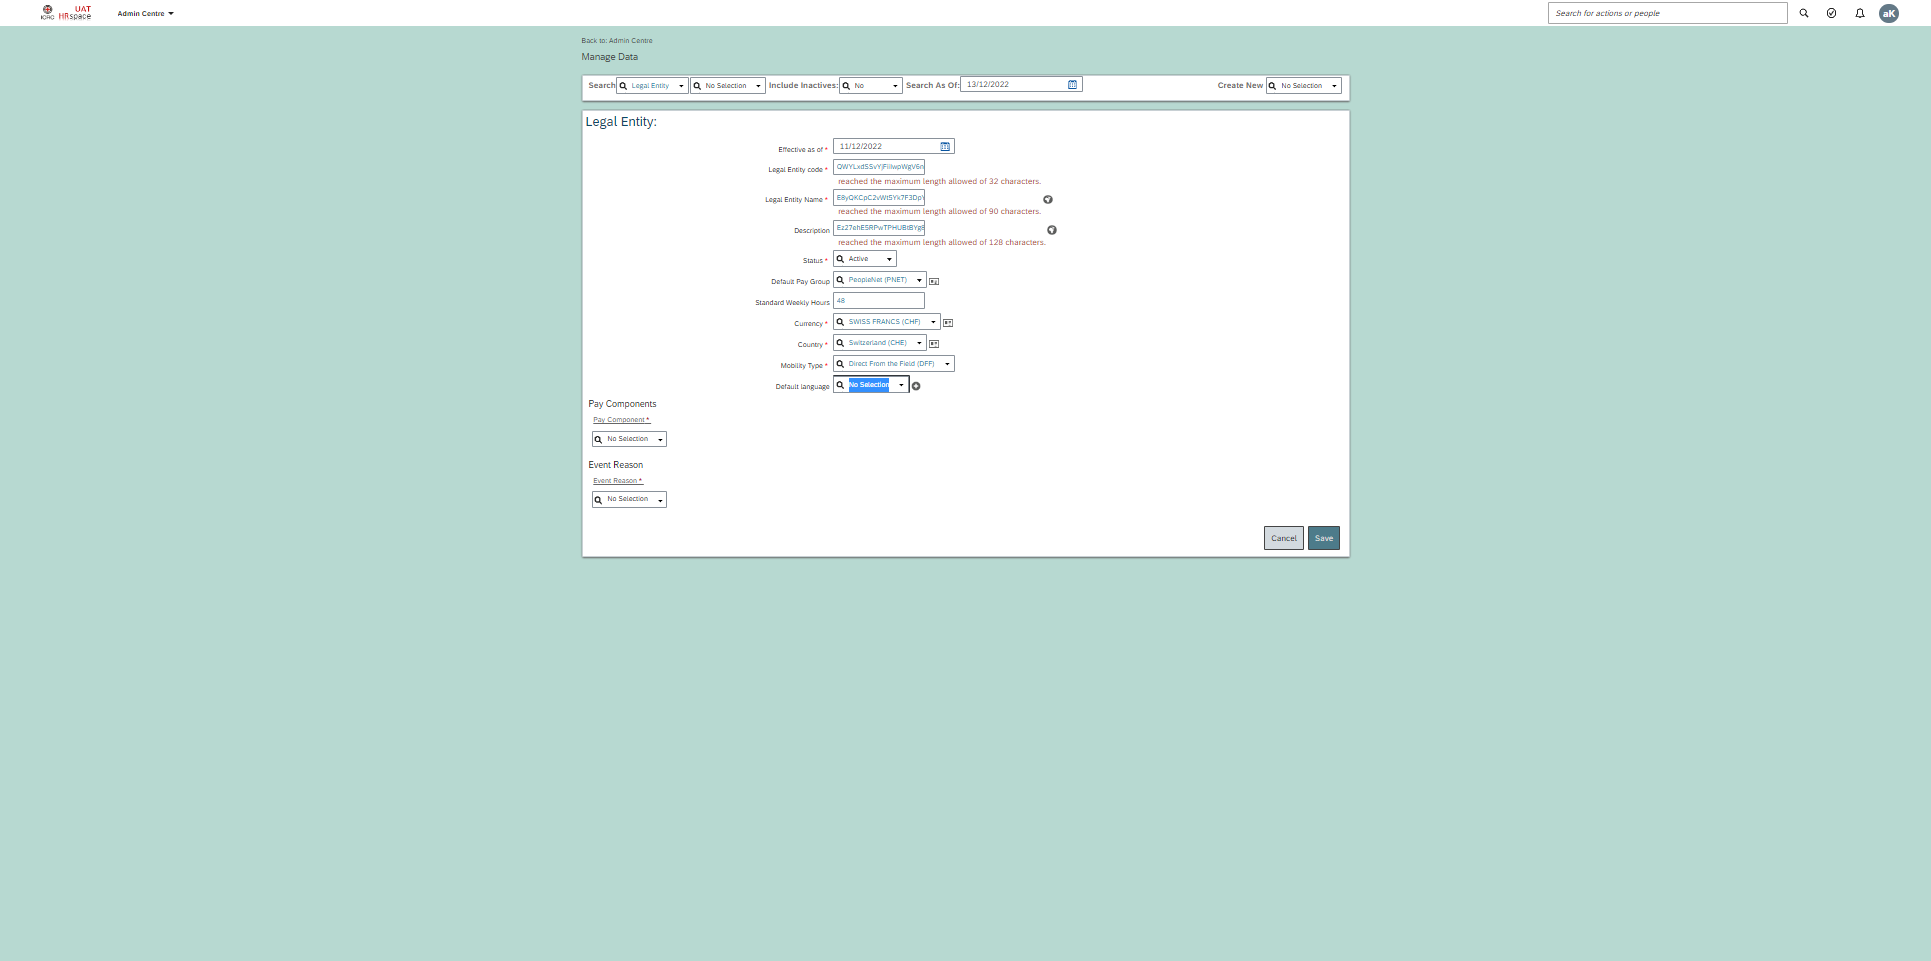 ICRC UAT HRspace Admin Centre Search for actions or people aK
Back to: Admin Centre
Manage Data
Search Legal Entity No Selection Include Inactives: No Search As Of: 13/12/2022 Create New No Selection
Legal Entity:
Effective as of * 11/12/2022
Legal Entity code *
reached the maximum length allowed of 32 characters.
Legal Entity Name *
reached the maximum length allowed of 90 characters.
Description
reached the maximum length allowed of 128 characters.
Status * Active
Default Pay Group PeopleNet (PNET)
Standard Weekly Hours 48
Currency * SWISS FRANCS (CHF)
Country * Switzerland (CHE)
Mobility Type * Direct From the Field (DFF)
Default language No Selection
Pay Components
Pay Component *
No Selection
Event Reason
Event Reason *
No Selection
Cancel Save